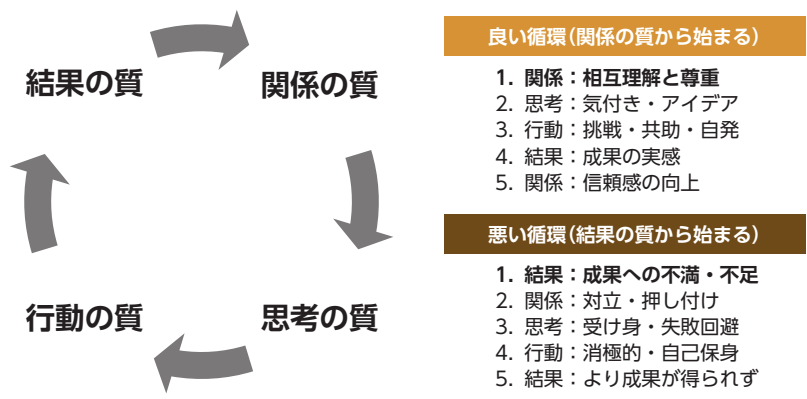 結果の質
関係の質
行動の質
思考の質
良い循環(関係の質から始まる)
1. 関係:相互理解と尊重
2. 思考:気付き・アイデア
3. 行動:挑戦・共助・自発
4. 結果:成果の実感
5. 関係:信頼感の向上
悪い循環(結果の質から始まる)
1. 結果:成果への不満・不足
2. 関係:対立・押し付け
3. 思考:受け身・失敗回避
4. 行動:消極的・自己保身
5. 結果:より成果が得られず